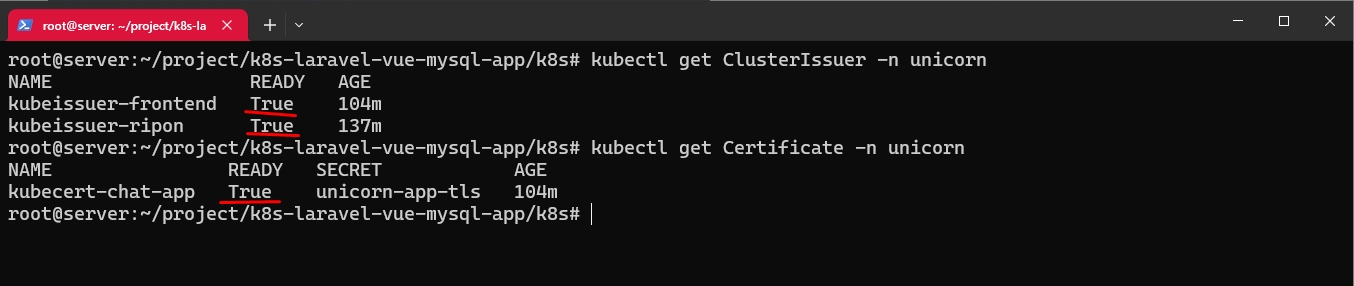 root@server: ~/project/k8s-la
root@server:~/project/k8s-laravel-vue-mysql-app/k8s# kubectl get ClusterIssuer -n unicorn
NAME READY AGE
kubeissuer-frontend True 104m
kubeissuer-ripon True 137m
root@server:~/project/k8s-laravel-vue-mysql-app/k8s# kubectl get Certificate -n unicorn
NAME READY SECRET AGE
kubecert-chat-app True unicorn-app-tls 104m
root@server:~/project/k8s-laravel-vue-mysql-app/k8s#